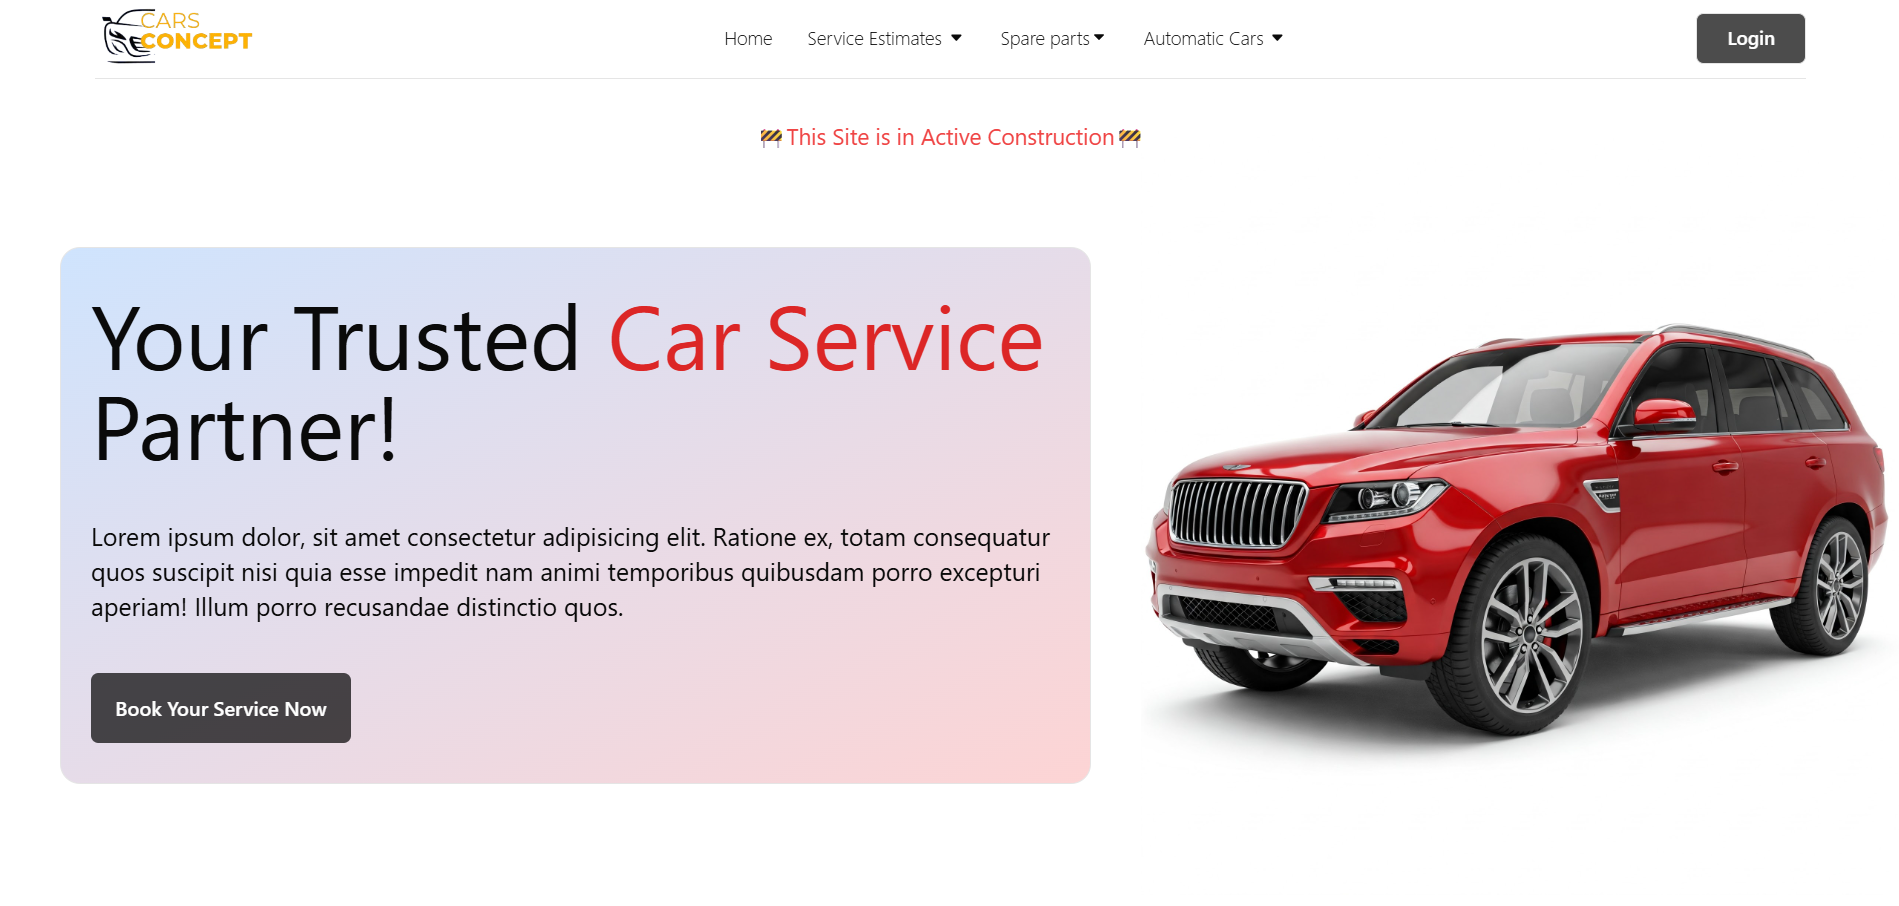 CARS
CONCEPT
Home Service Estimates Spare parts Automatic Cars Login
🚧 This Site is in Active Construction 🚧
Your Trusted Car Service
Partner!
Lorem ipsum dolor, sit amet consectetur adipisicing elit. Ratione ex, totam consequatur
quos suscipit nisi quia esse impedit nam animi temporibus quibusdam porro excepturi
aperiam! Illum porro recusandae distinctio quos.
Book Your Service Now